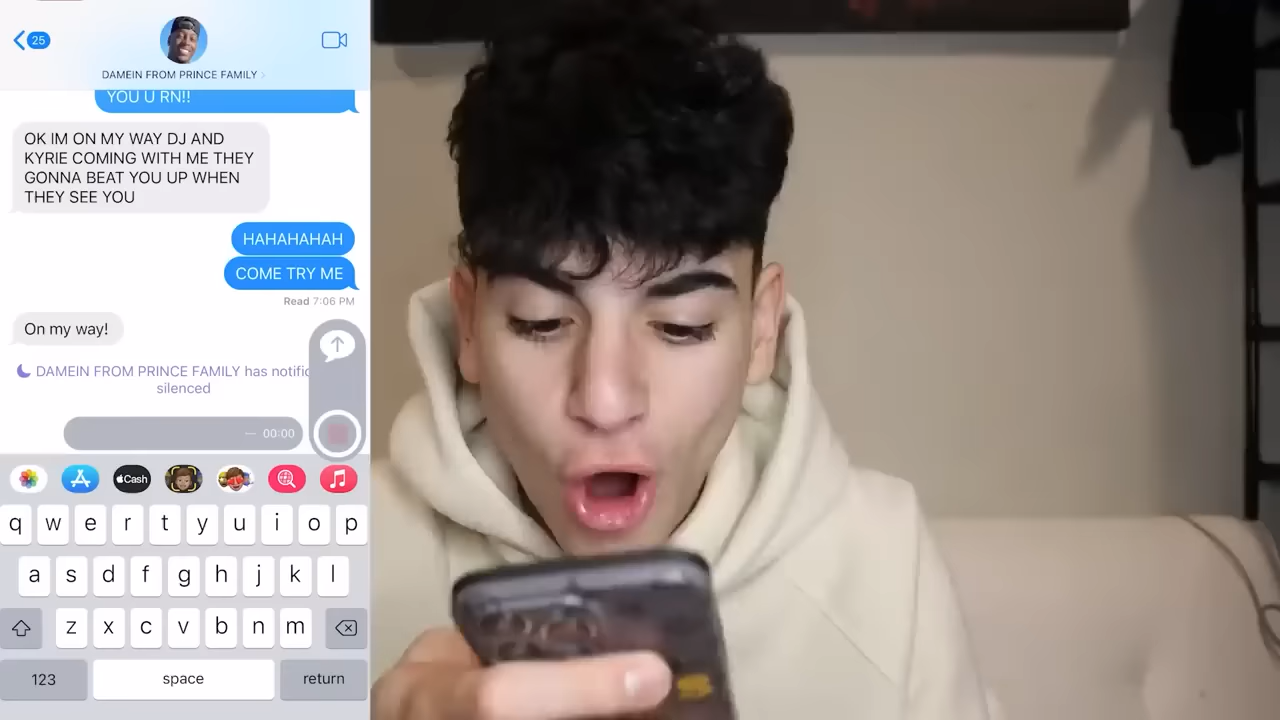 25
DAMEIN FROM PRINCE FAMILY
YOU U RN!!
OK IM ON MY WAY DJ AND
KYRIE COMING WITH ME THEY
GONNA BEAT YOU UP WHEN
THEY SEE YOU
HAHAHAHAH
COME TRY ME
Read 7:06 PM
On my way!
DAMEIN FROM PRINCE FAMILY has notific
silenced
00:00
Cash
q w e r t y u i o p
a s d f g h j k l
z x c v b n m
123 space return